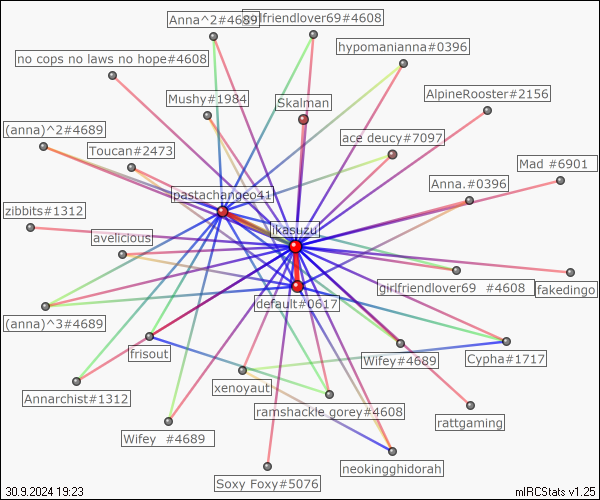 Anna^2#4689
girlfriendlover69#4608
hypomanianna#0396
no cops no laws no hope#4608
Mushy#1984
Skalman
AlpineRooster#2156
(anna)^2#4689
ace deucy#7097
Toucan#2473
Mad #6901
Anna.#0396
pastachangeo41
zibbits#1312
ikasuzu
avelicious
fakedingo
girlfriendlover69 #4608
default#0617
(anna)^3#4689
frisout
Wifey#4689
Cypha#1717
xenoyaut
Annarchist#1312
ramshackle gorey#4608
rattgaming
Wifey #4689
neokingghidorah
Soxy Foxy#5076
30.9.2024 19:23
mIRCStats v1.25